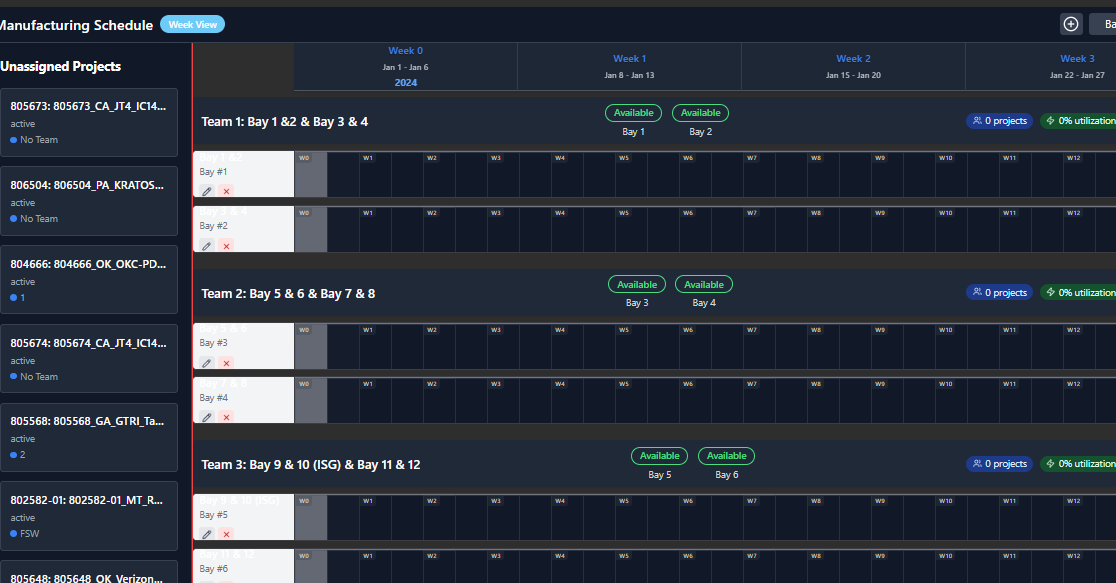 Manufacturing Schedule
Week View
Ba
Unassigned Projects
805673: 805673_CA_JT4_IC14...
active
No Team
806504: 806504_PA_KRATOS...
active
No Team
804666: 804666_OK_OKC-PD...
active
1
805674: 805674_CA_JT4_IC14...
active
No Team
805568: 805568_GA_GTRI_Ta...
active
2
802582-01: 802582-01_MT_R...
active
FSW
805648: 805648_OK_Verizon...
Week 0
Jan 1 - Jan 6
2024
Week 1
Jan 8 - Jan 13
Week 2
Jan 15 - Jan 20
Week 3
Jan 22 - Jan 27
Team 1: Bay 1 &2 & Bay 3 & 4
Available Available
Bay 1 Bay 2
0 projects
0% utilization
Bay 1 &2
Bay #1
W0 W1 W2 W3 W4 W5 W6 W7 W8 W9 W10 W11 W12
Bay 3 & 4
Bay #2
W0 W1 W2 W3 W4 W5 W6 W7 W8 W9 W10 W11 W12
Team 2: Bay 5 & 6 & Bay 7 & 8
Available Available
Bay 3 Bay 4
0 projects
0% utilization
Bay 5 & 6
Bay #3
W0 W1 W2 W3 W4 W5 W6 W7 W8 W9 W10 W11 W12
Bay 7 & 8
Bay #4
W0 W1 W2 W3 W4 W5 W6 W7 W8 W9 W10 W11 W12
Team 3: Bay 9 & 10 (ISG) & Bay 11 & 12
Available Available
Bay 5 Bay 6
0 projects
0% utilization
Bay 9 & 10 (ISG)
Bay #5
W0 W1 W2 W3 W4 W5 W6 W7 W8 W9 W10 W11 W12
Bay 11 & 12
Bay #6
W0 W1 W2 W3 W4 W5 W6 W7 W8 W9 W10 W11 W12